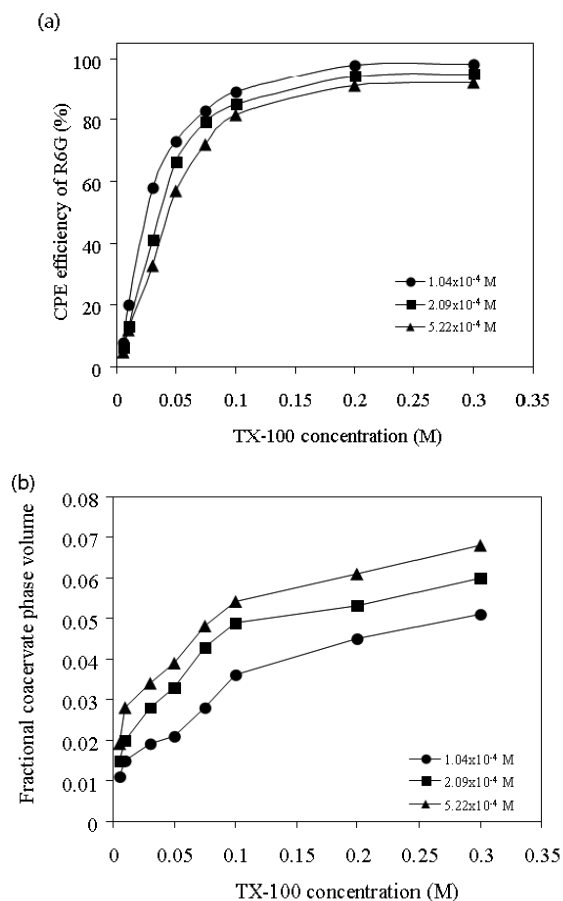 (a)
CPE efficiency of R6G (%)
100
80
60
40
20
0
1.04x10⁻⁴ M
2.09x10⁻⁴ M
5.22x10⁻⁴ M
0 0.05 0.1 0.15 0.2 0.25 0.3 0.35
TX-100 concentration (M)
(b)
Fractional coacervate phase volume
0.08
0.07
0.06
0.05
0.04
0.03
0.02
0.01
0
1.04x10⁻⁴ M
2.09x10⁻⁴ M
5.22x10⁻⁴ M
0 0.05 0.1 0.15 0.2 0.25 0.3 0.35
TX-100 concentration (M)